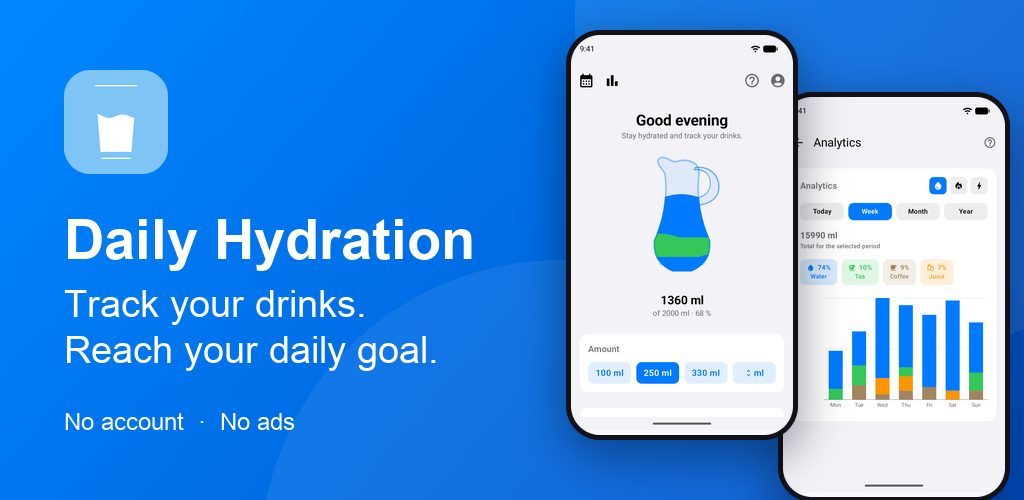 Daily Hydration
Track your drinks.
Reach your daily goal.
No account · No ads
9:41
Good evening
Stay hydrated and track your drinks.
1360 ml
of 2000 ml · 68 %
Amount
100 ml 250 ml 330 ml ml
41
Analytics
Analytics
Today Week Month Year
15990 ml
Total for the selected period
74% 10% 9% 7%
Water Tea Coffee Juice
Mon Tue Wed Thu Fri Sat Sun